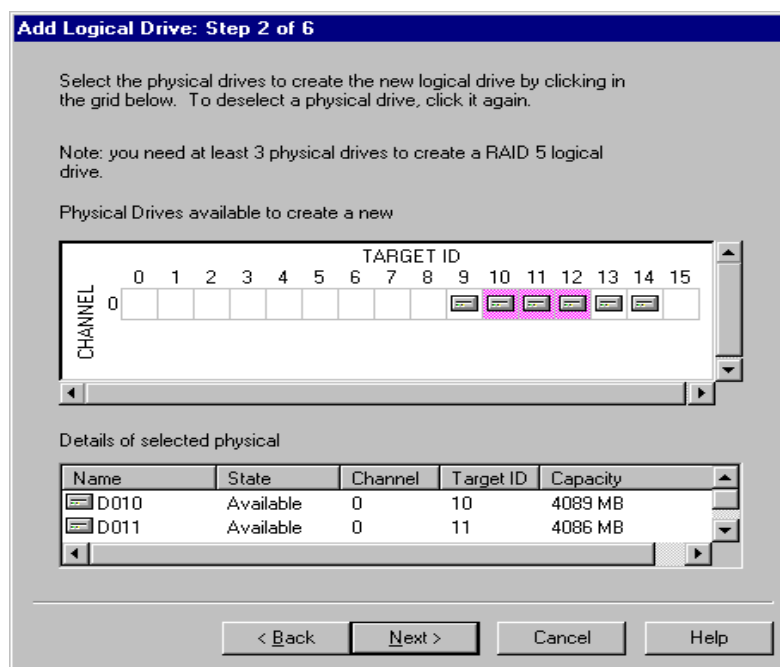 Add Logical Drive: Step 2 of 6
Select the physical drives to create the new logical drive by clicking in
the grid below. To deselect a physical drive, click it again.
Note: you need at least 3 physical drives to create a RAID 5 logical
drive.
Physical Drives available to create a new
TARGET ID
0 1 2 3 4 5 6 7 8 9 10 11 12 13 14 15
CHANNEL
0
Details of selected physical
Name State Channel Target ID Capacity
D010 Available 0 10 4089 MB
D011 Available 0 11 4086 MB
< Back Next > Cancel Help